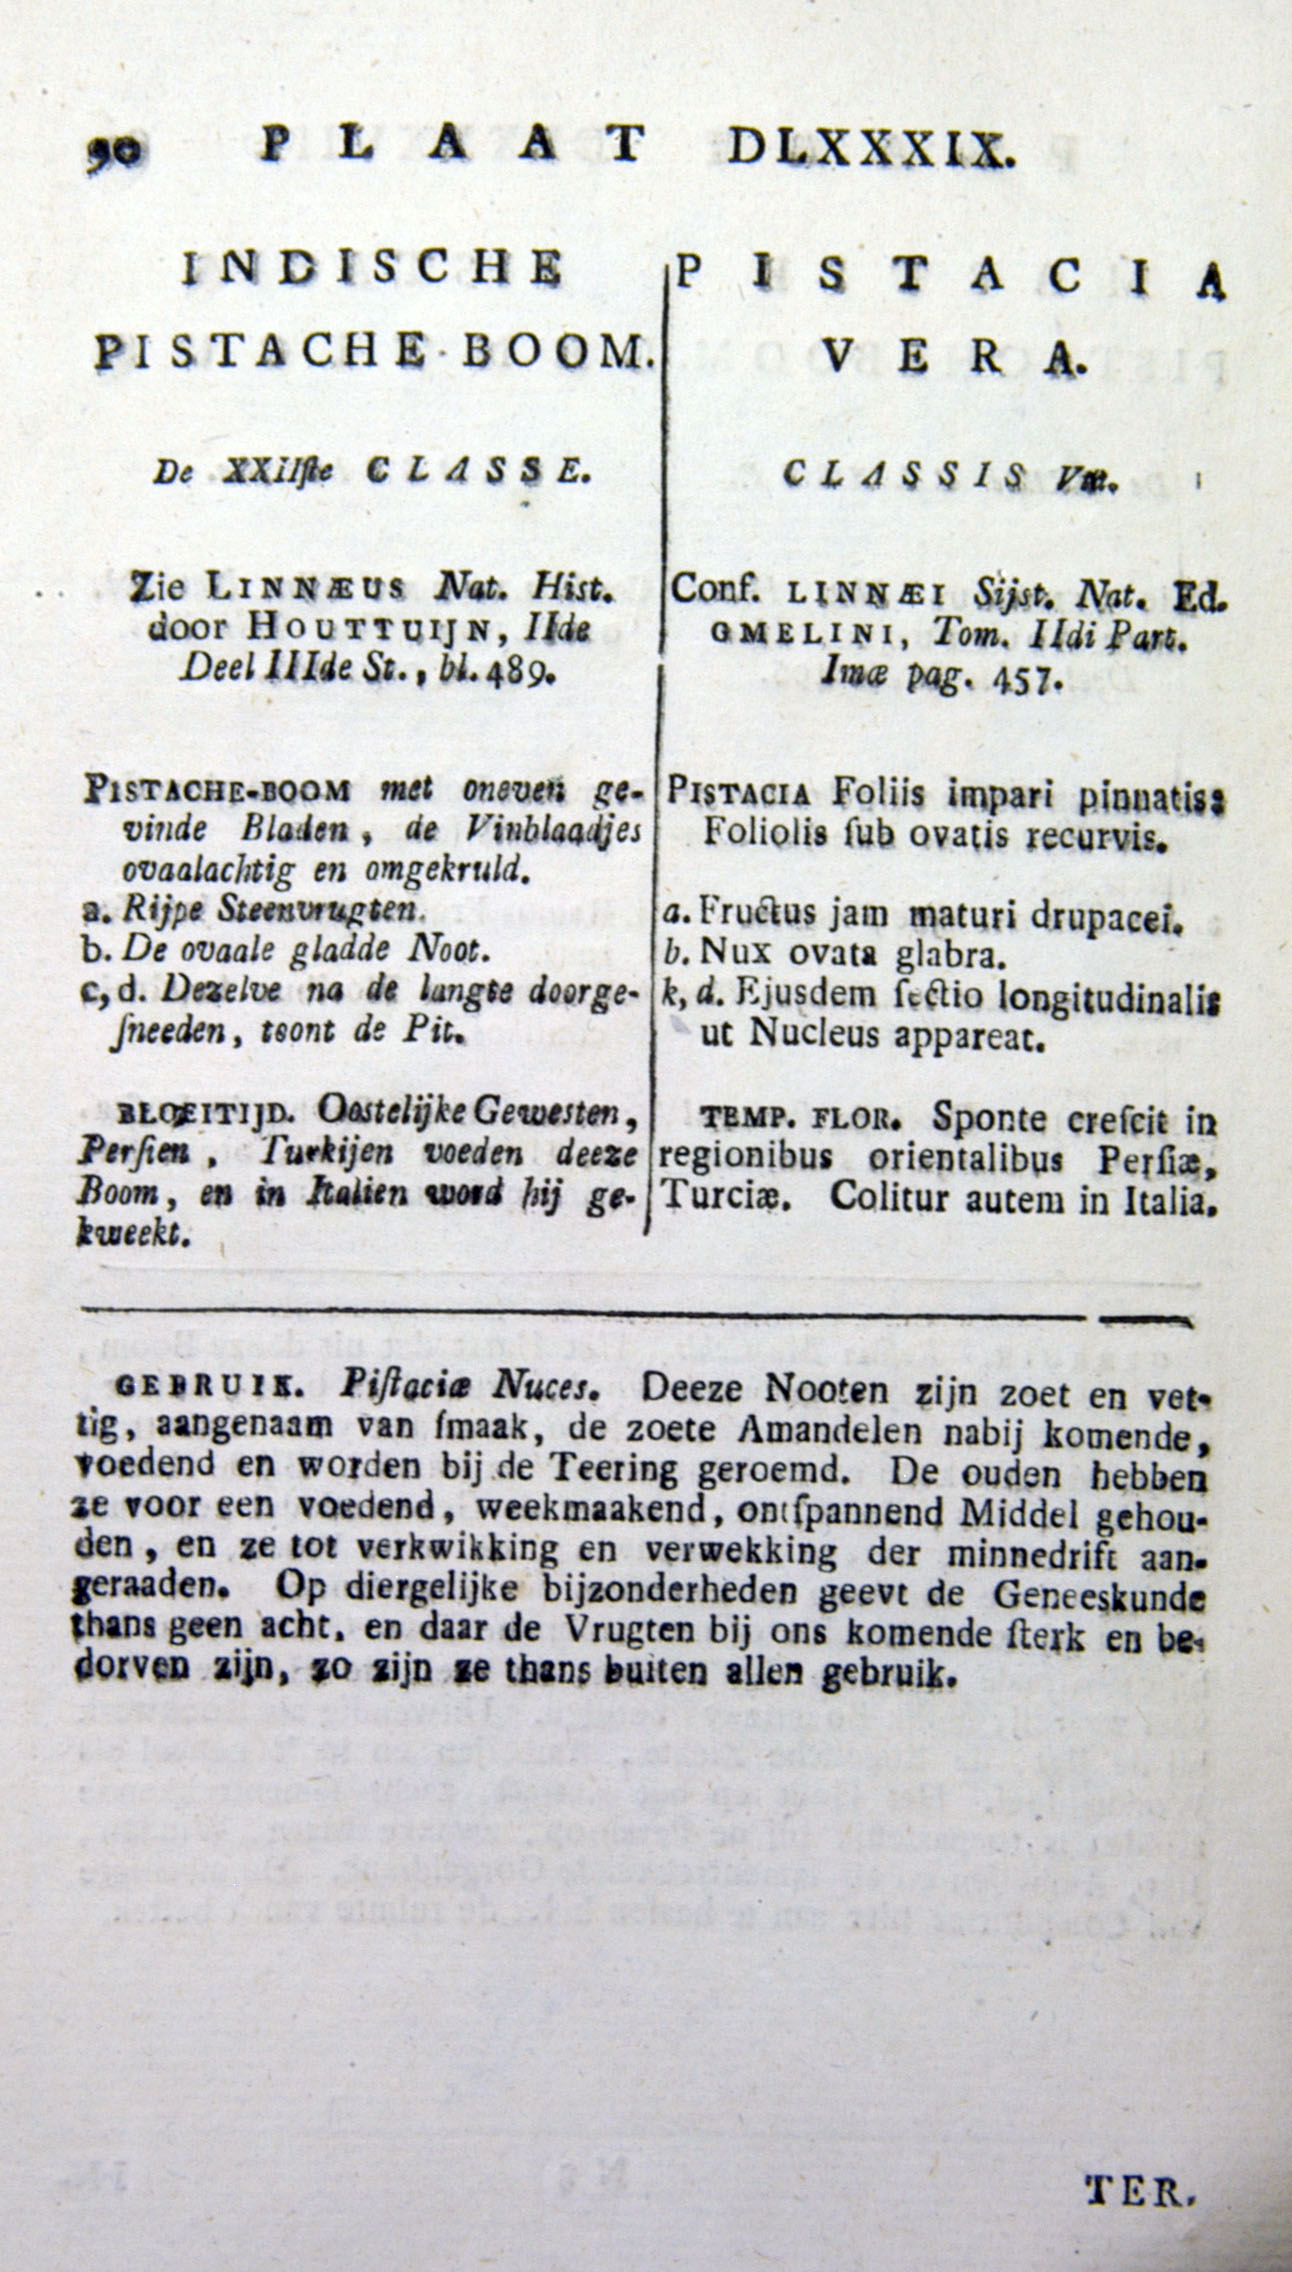 90 PLAAT DLXXXIX.
INDISCHE
PISTACHE-BOOM.
De XXIIſte CLASSE.
Zie LINNÆUS Nat. Hist.
door HOUTTUIJN, IIde
Deel IIIde St., bl. 489.
PISTACHE-BOOM met oneven ge-
vinde Bladen, de Vinblaadjes
ovaalachtig en omgekruld.
a. Rijpe Steenvrugten.
b. De ovaale gladde Noot.
c, d. Dezelve na de langte doorge-
ſneeden, toont de Pit.
BLOEITIJD. Oostelijke Gewesten,
Perſien, Turkijen voeden deeze
Boom, en in Italien word hij ge-
kweekt.
PISTACIA
VERA.
CLASSIS Væ.
Conf. LINNÆI Sijst. Nat. Ed.
GMELINI, Tom. IIdi Part.
Imæ pag. 457.
PISTACIA Foliis impari pinnatis:
Foliolis ſub ovatis recurvis.
a. Fructus jam maturi drupacei.
b. Nux ovata glabra.
k, d. Ejusdem ſectio longitudinalis
ut Nucleus appareat.
TEMP. FLOR. Sponte creſcit in
regionibus orientalibus Perſiæ,
Turciæ. Colitur autem in Italia.
GEBRUIK. Piſtaciæ Nuces. Deeze Nooten zijn zoet en vet-
tig, aangenaam van ſmaak, de zoete Amandelen nabij komende,
voedend en worden bij de Teering geroemd. De ouden hebben
ze voor een voedend, weekmaakend, ontſpannend Middel gehou-
den, en ze tot verkwikking en verwekking der minnedrift aan-
geraaden. Op diergelijke bijzonderheden geevt de Geneeskunde
thans geen acht, en daar de Vrugten bij ons komende ſterk en be-
dorven zijn, zo zijn ze thans buiten allen gebruik.
TER.